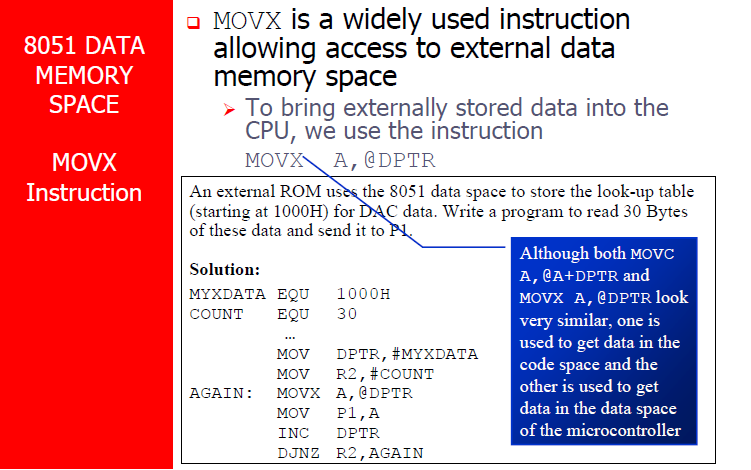 8051 DATA
MEMORY
SPACE
MOVX
Instruction
MOVX is a widely used instruction
allowing access to external data
memory space
To bring externally stored data into the
CPU, we use the instruction
MOVX A,@DPTR
An external ROM uses the 8051 data space to store the look-up table
(starting at 1000H) for DAC data. Write a program to read 30 Bytes
of these data and send it to P1.
Solution:
MYXDATA EQU 1000H
COUNT EQU 30
…
MOV DPTR,#MYXDATA
MOV R2,#COUNT
AGAIN: MOVX A,@DPTR
MOV P1,A
INC DPTR
DJNZ R2,AGAIN
Although both MOVC
A,@A+DPTR and
MOVX A,@DPTR look
very similar, one is
used to get data in the
code space and the
other is used to get
data in the data space
of the microcontroller